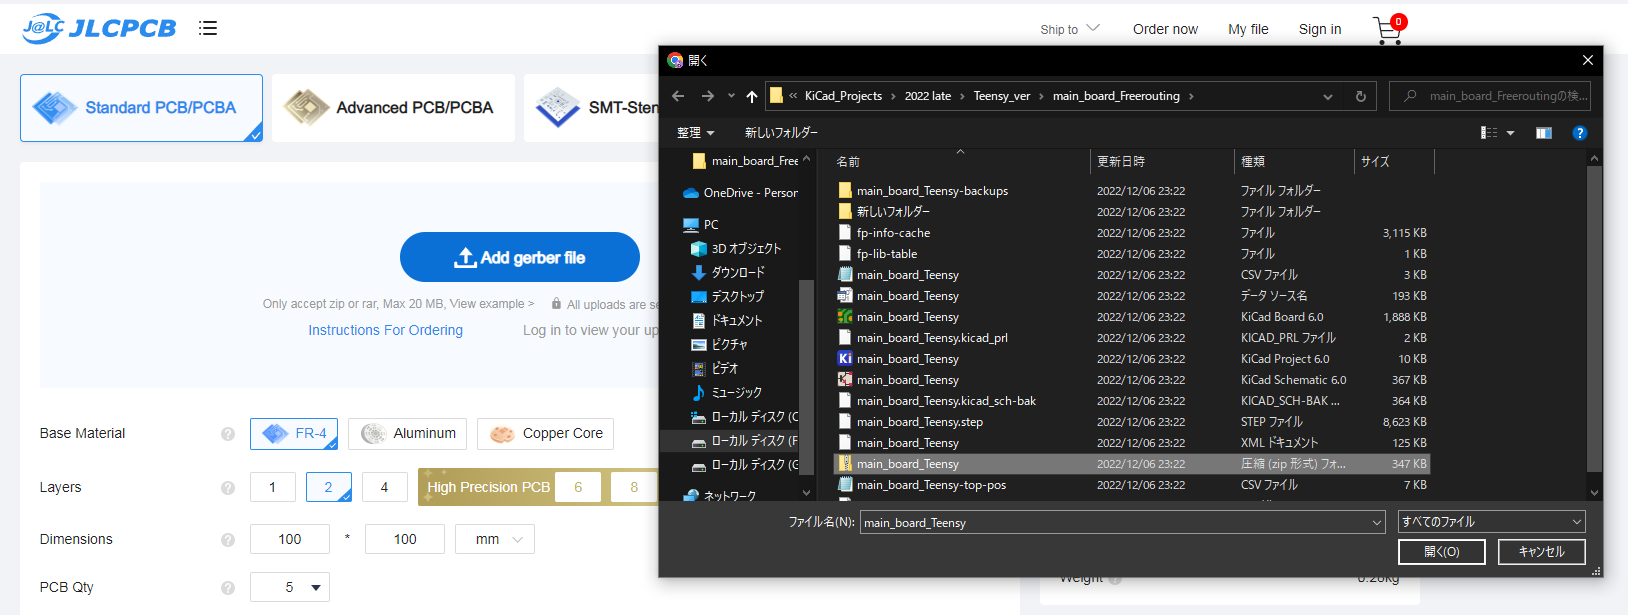 J@LC JLCPCB
Ship to
Order now
My file
Sign in
0
Standard PCB/PCBA
Advanced PCB/PCBA
SMT-Sten
Add gerber file
Only accept zip or rar, Max 20 MB, View example >
All uploads are se
Instructions For Ordering
Log in to view your up
Base Material
FR-4
Aluminum
Copper Core
Layers
1
2
4
High Precision PCB
6
8
Dimensions
100 * 100 mm
PCB Qty
5
開く
« KiCad_Projects › 2022 late › Teensy_ver › main_board_Freerouting ›
main_board_Freeroutingの検...
整理
新しいフォルダー
main_board_Free
OneDrive - Person
PC
3D オブジェクト
ダウンロード
デスクトップ
ドキュメント
ピクチャ
ビデオ
ミュージック
ローカル ディスク (C
ローカル ディスク (F
ローカル ディスク (G
ネットワーク
名前 更新日時 種類 サイズ
main_board_Teensy-backups 2022/12/06 23:22 ファイル フォルダー
新しいフォルダー 2022/12/06 23:22 ファイル フォルダー
fp-info-cache 2022/12/06 23:22 ファイル 3,115 KB
fp-lib-table 2022/12/06 23:22 ファイル 1 KB
main_board_Teensy 2022/12/06 23:22 CSV ファイル 3 KB
main_board_Teensy 2022/12/06 23:22 データ ソース名 193 KB
main_board_Teensy 2022/12/06 23:22 KiCad Board 6.0 1,888 KB
main_board_Teensy.kicad_prl 2022/12/06 23:22 KICAD_PRL ファイル 2 KB
main_board_Teensy 2022/12/06 23:22 KiCad Project 6.0 10 KB
main_board_Teensy 2022/12/06 23:22 KiCad Schematic 6.0 367 KB
main_board_Teensy.kicad_sch-bak 2022/12/06 23:22 KICAD_SCH-BAK ... 364 KB
main_board_Teensy.step 2022/12/06 23:22 STEP ファイル 8,623 KB
main_board_Teensy 2022/12/06 23:22 XML ドキュメント 125 KB
main_board_Teensy 2022/12/06 23:22 圧縮 (zip 形式) フォ... 347 KB
main_board_Teensy-top-pos 2022/12/06 23:22 CSV ファイル 7 KB
ファイル名(N): main_board_Teensy
すべてのファイル
開く(O)
キャンセル
Weight
0.26kg